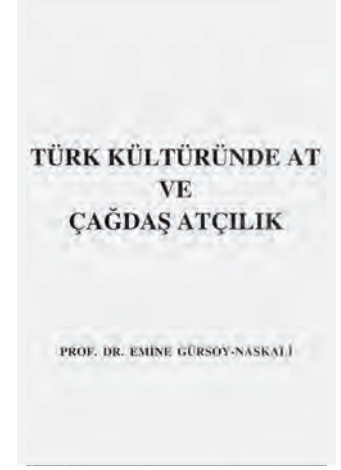 TÜRK KÜLTÜRÜNDE AT
VE
ÇAĞDAŞ ATÇILIK
PROF. DR. EMİNE GÜRSOY-NASKALİ